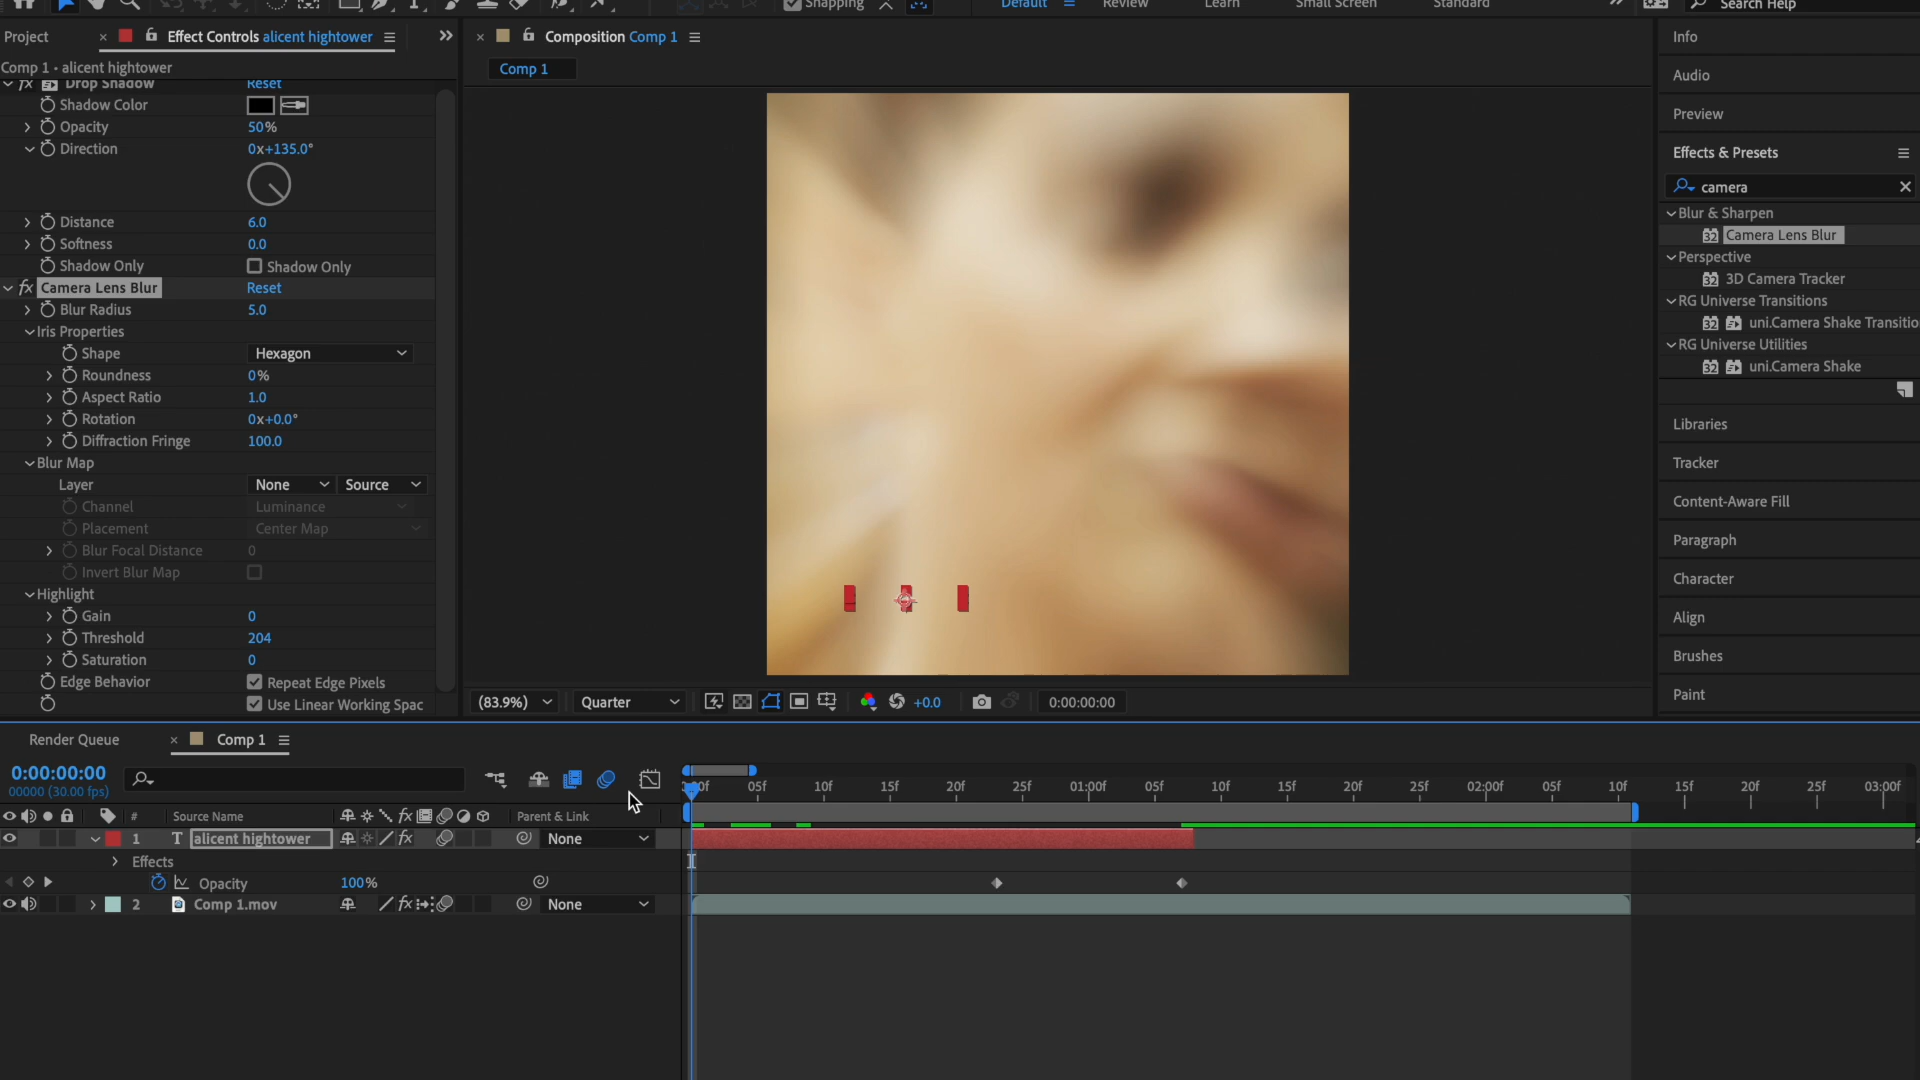 Snapping
Default
Review
Learn
Small Screen
Standard
Search Help
Project
Effect Controls alicent hightower
Composition Comp 1
Comp 1 • alicent hightower
Comp 1
Drop Shadow Reset
Shadow Color
Opacity 50%
Direction 0x+135.0°
Distance 6.0
Softness 0.0
Shadow Only Shadow Only
Camera Lens Blur Reset
Blur Radius 5.0
Iris Properties
Shape Hexagon
Roundness 0%
Aspect Ratio 1.0
Rotation 0x+0.0°
Diffraction Fringe 100.0
Blur Map
Layer None Source
Channel Luminance
Placement Center Map
Blur Focal Distance 0
Invert Blur Map
Highlight
Gain 0
Threshold 204
Saturation 0
Edge Behavior Repeat Edge Pixels
Use Linear Working Spac
(83.9%) Quarter +0.0 0:00:00:00
Info
Audio
Preview
Effects & Presets
camera
Blur & Sharpen
32 Camera Lens Blur
Perspective
32 3D Camera Tracker
RG Universe Transitions
32 uni.Camera Shake Transitio
RG Universe Utilities
32 uni.Camera Shake
Libraries
Tracker
Content-Aware Fill
Paragraph
Character
Align
Brushes
Paint
Render Queue
Comp 1
0:00:00:00
00000 (30.00 fps)
05f 10f 15f 20f 25f 01:00f 05f 10f 15f 20f 25f 02:00f 05f 10f 15f 20f 25f 03:00f
# Source Name fx Parent & Link
1 T alicent hightower fx None
Effects
Opacity 100%
2 Comp 1.mov fx None